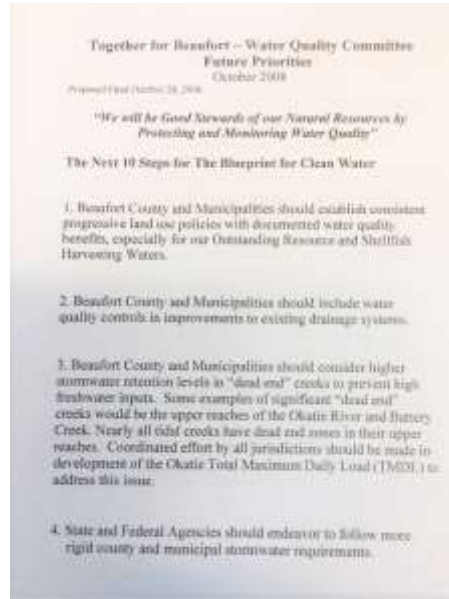 Together for Beaufort – Water Quality Committee
Future Priorities
October 2008
Proposed Final October 28, 2008
"We will be Good Stewards of our Natural Resources by
Protecting and Monitoring Water Quality"
The Next 10 Steps for The Blueprint for Clean Water
1. Beaufort County and Municipalities should establish consistent
progressive land use policies with documented water quality
benefits, especially for our Outstanding Resource and Shellfish
Harvesting Waters.
2. Beaufort County and Municipalities should include water
quality controls in improvements to existing drainage systems.
3. Beaufort County and Municipalities should consider higher
stormwater retention levels in "dead end" creeks to prevent high
freshwater inputs. Some examples of significant "dead end"
creeks would be the upper reaches of the Okatie River and Battery
Creek. Nearly all tidal creeks have dead end zones in their upper
reaches. Coordinated effort by all jurisdictions should be made in
development of the Okatie Total Maximum Daily Load (TMDL) to
address this issue.
4. State and Federal Agencies should endeavor to follow more
rigid county and municipal stormwater requirements.